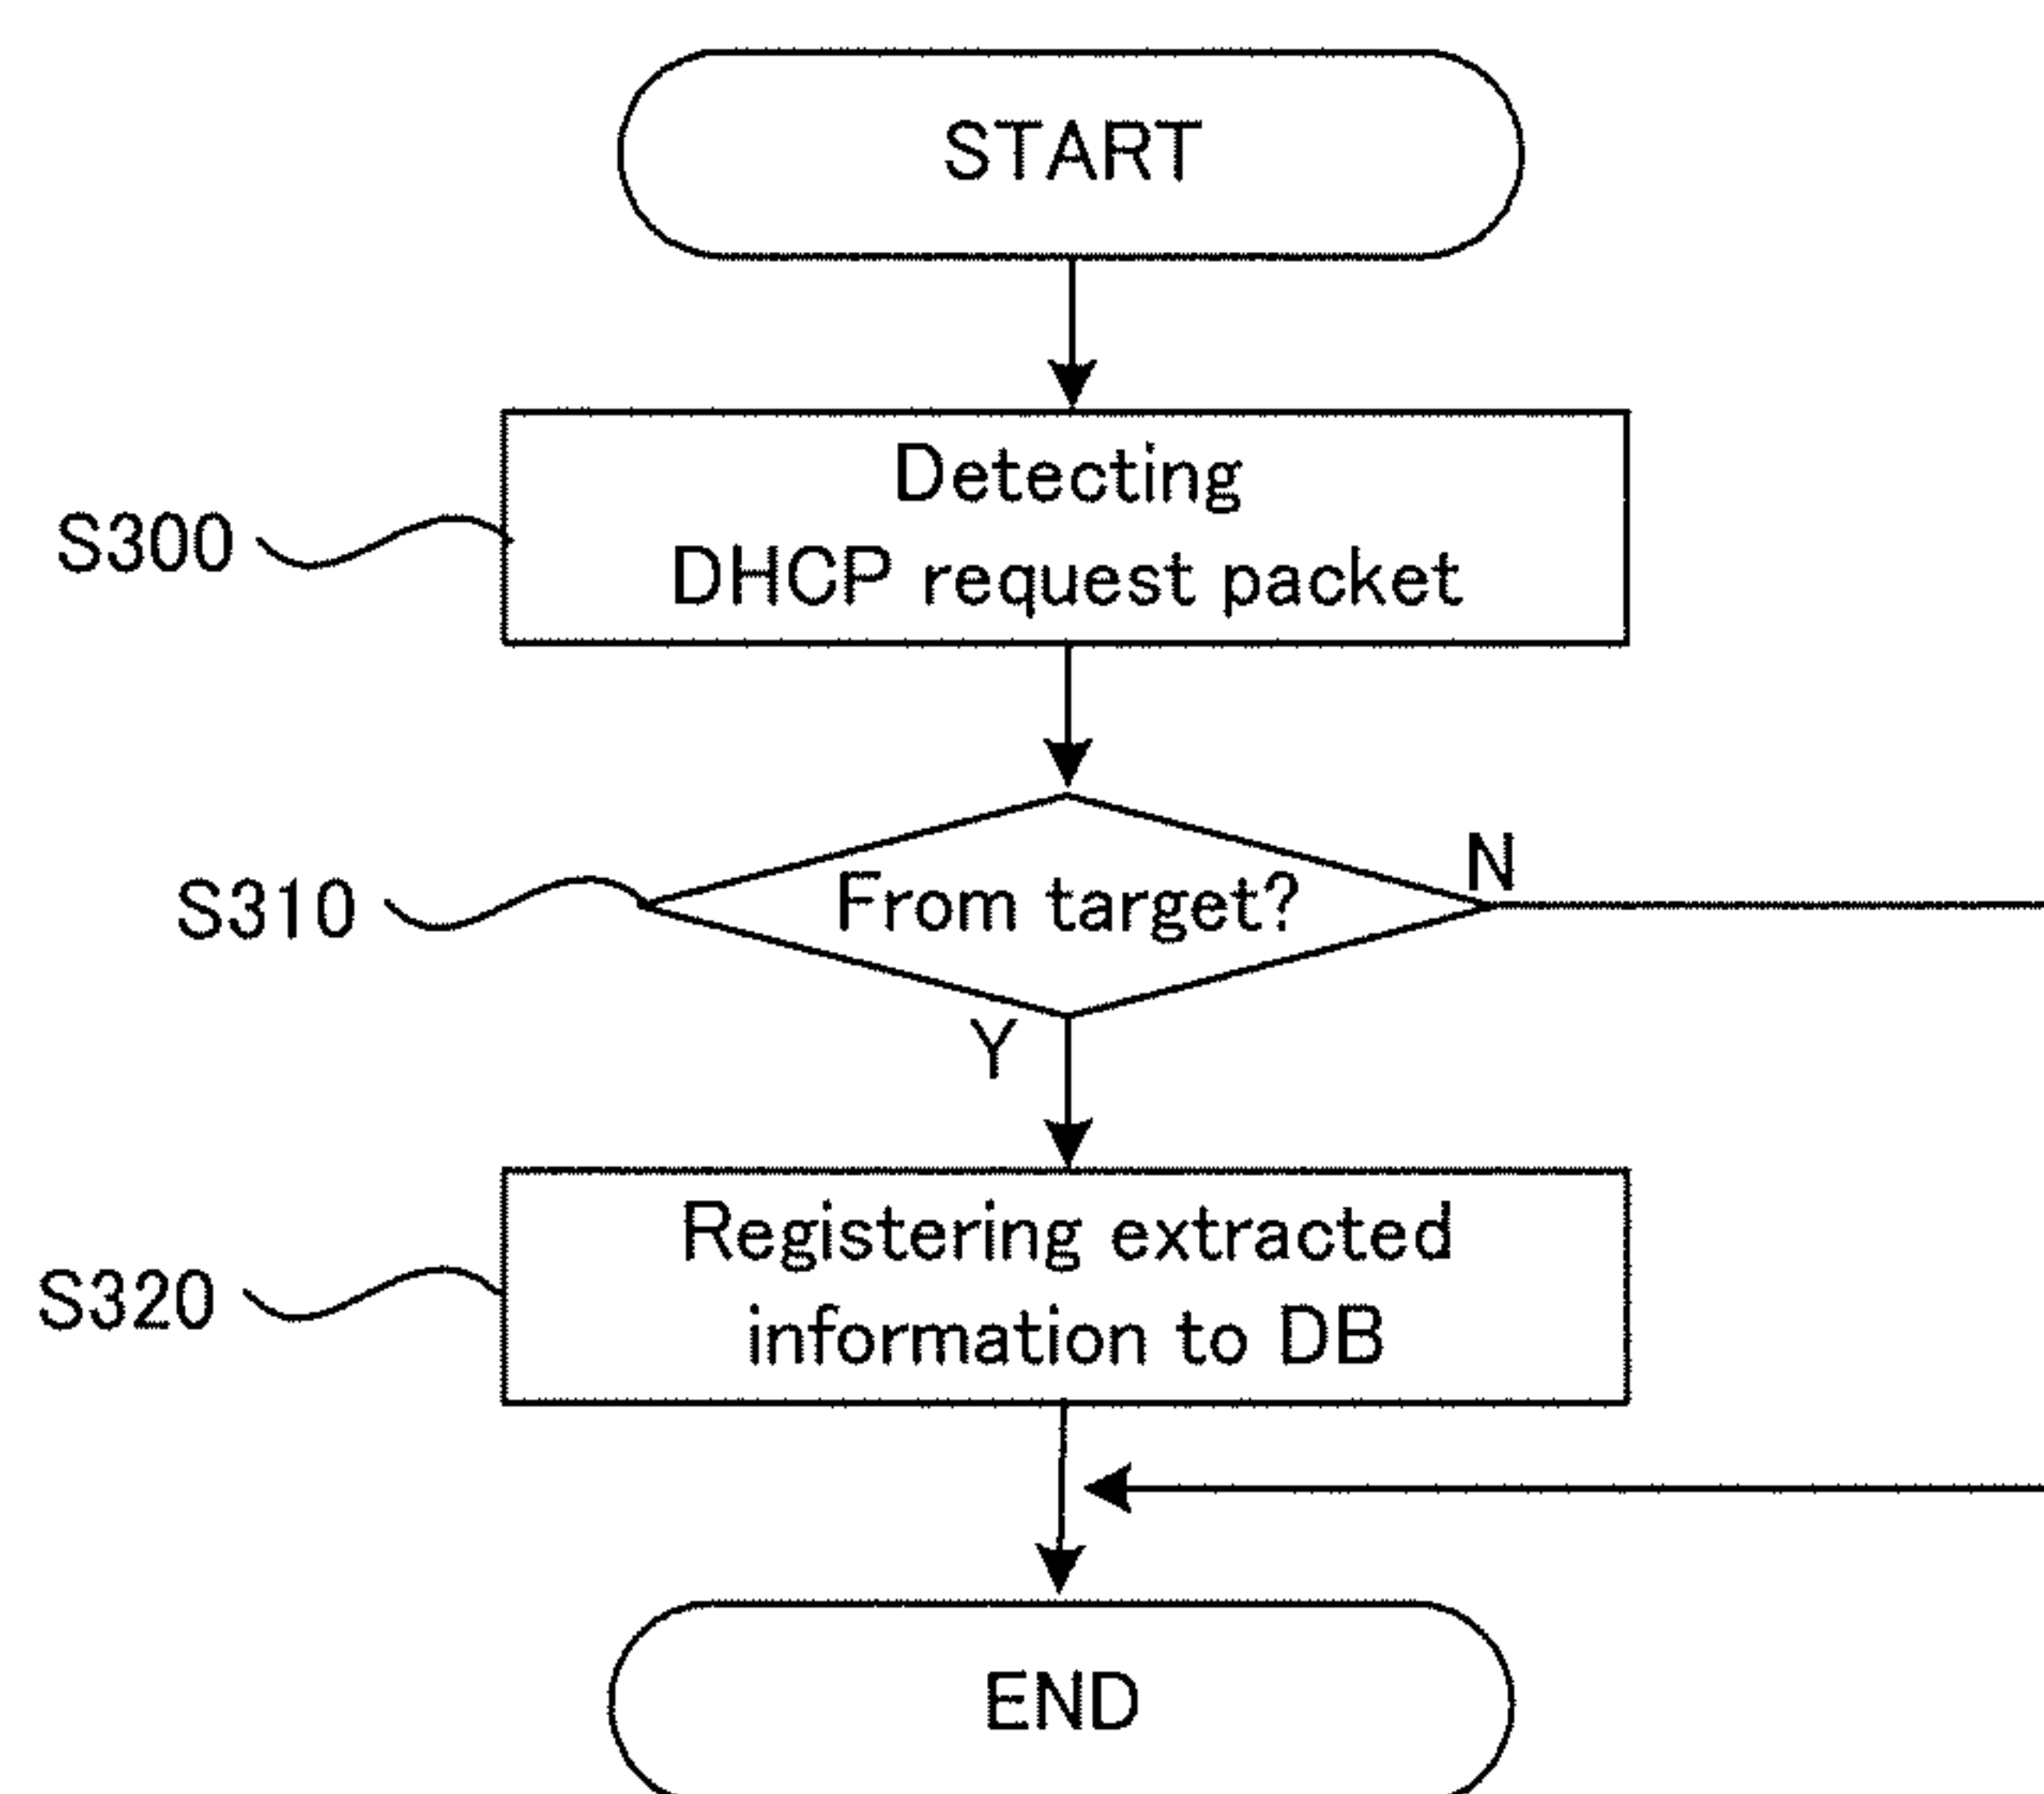 START
Detecting
S300
DHCP request packet
N
S310
From target?
Y
Registering extracted
S320
information to DB
END